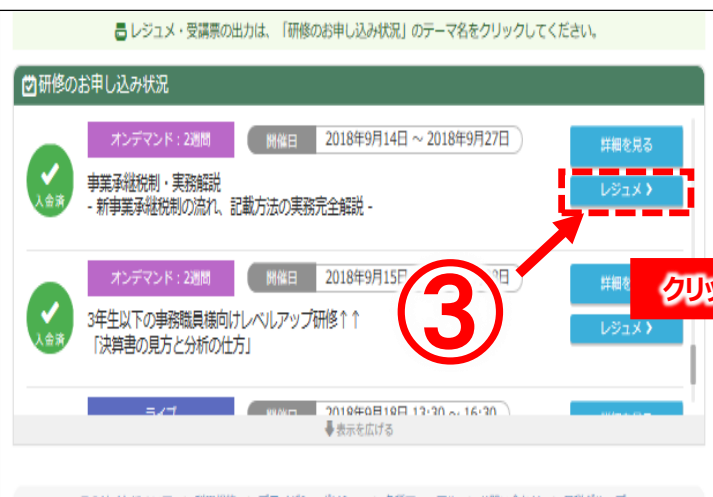 レジュメ・受講票の出力は、「研修のお申し込み状況」のテーマ名をクリックしてください。
研修のお申し込み状況
オンデマンド:2週間 開催日 2018年9月14日 ~ 2018年9月27日 詳細を見る
入会済
事業承継税制・実務解説
- 新事業承継税制の流れ、記載方法の実務完全解説 -
レジュメ ❯
③
オンデマンド:2週間 開催日 2018年9月15日 日 詳細を
クリッ
入会済
3年生以下の事務職員様向けレベルアップ研修↑↑
「決算書の見方と分析の仕方」
レジュメ ❯
ライブ 開催日 2018年9月18日 13:30 ~ 16:30
表示を広げる